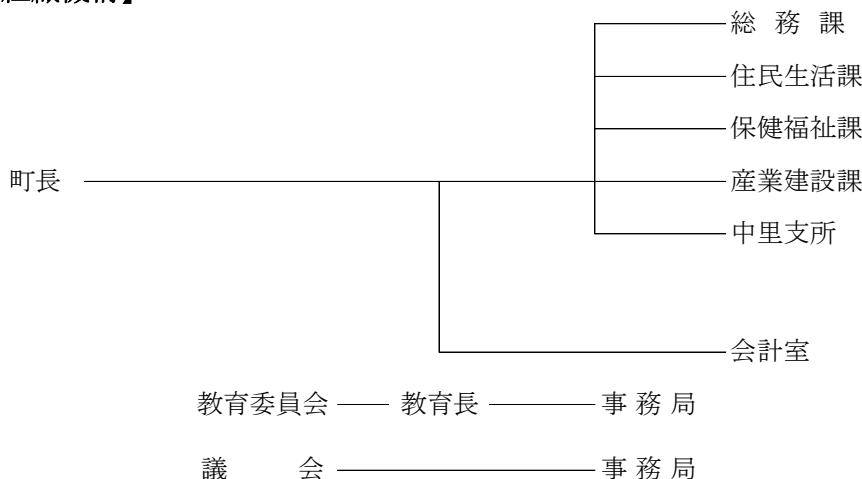 総務課
住民生活課
保健福祉課
町長 産業建設課
中里支所
会計室
教育委員会 教育長 事務局
議会 事務局